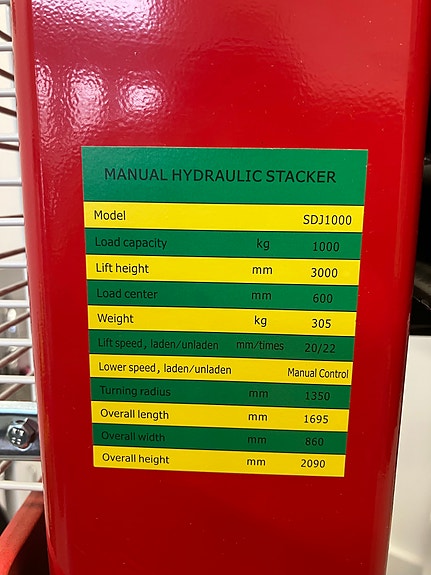 MANUAL HYDRAULIC STACKER
Model SDJ1000
Load capacity kg 1000
Lift height mm 3000
Load center mm 600
Weight kg 305
Lift speed, laden/unladen mm/times 20/22
Lower speed, laden/unladen Manual Control
Turning radius mm 1350
Overall length mm 1695
Overall width mm 860
Overall height mm 2090